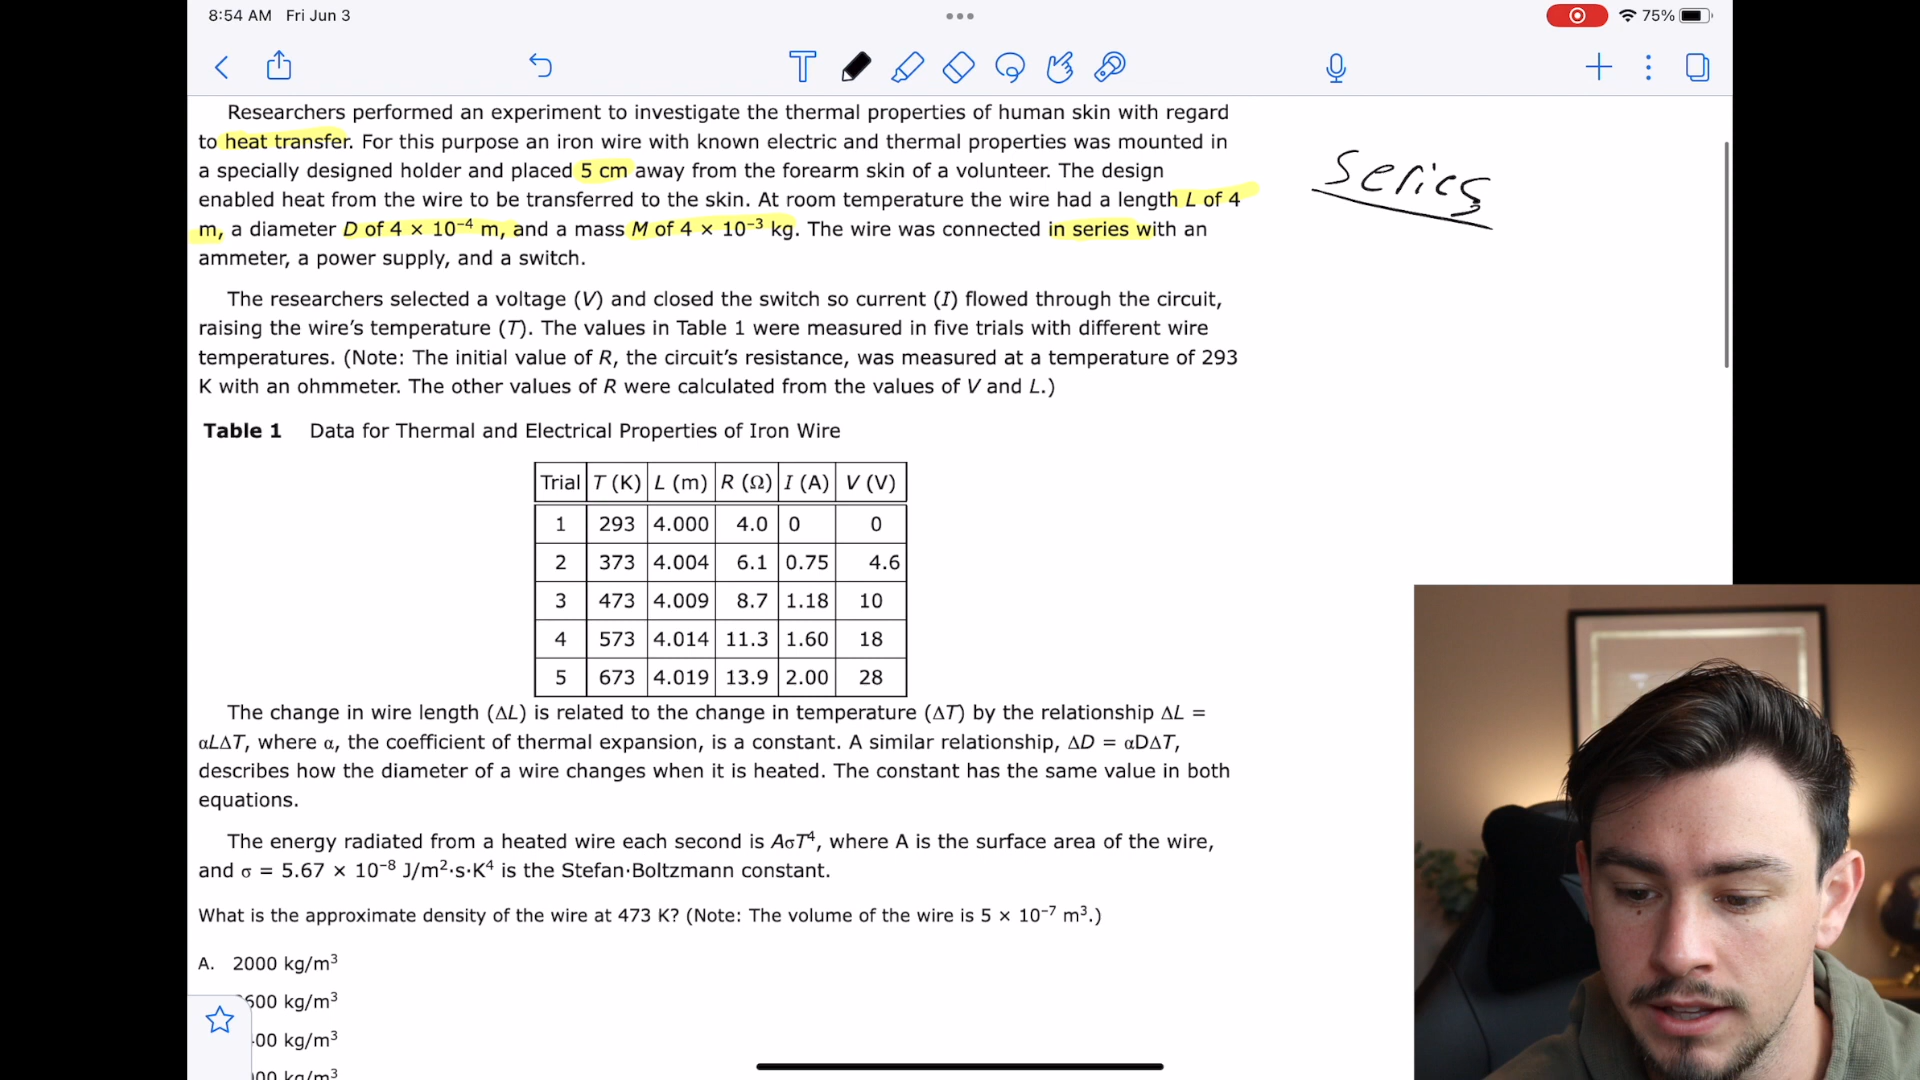 8:54 AM Fri Jun 3
75%
Researchers performed an experiment to investigate the thermal properties of human skin with regard
to heat transfer. For this purpose an iron wire with known electric and thermal properties was mounted in
a specially designed holder and placed 5 cm away from the forearm skin of a volunteer. The design
enabled heat from the wire to be transferred to the skin. At room temperature the wire had a length L of 4
m, a diameter D of 4 × 10⁻⁴ m, and a mass M of 4 × 10⁻³ kg. The wire was connected in series with an
ammeter, a power supply, and a switch.
series
The researchers selected a voltage (V) and closed the switch so current (I) flowed through the circuit,
raising the wire's temperature (T). The values in Table 1 were measured in five trials with different wire
temperatures. (Note: The initial value of R, the circuit's resistance, was measured at a temperature of 293
K with an ohmmeter. The other values of R were calculated from the values of V and L.)
Table 1 Data for Thermal and Electrical Properties of Iron Wire
Trial T (K) L (m) R (Ω) I (A) V (V)
1 293 4.000 4.0 0 0
2 373 4.004 6.1 0.75 4.6
3 473 4.009 8.7 1.18 10
4 573 4.014 11.3 1.60 18
5 673 4.019 13.9 2.00 28
The change in wire length (ΔL) is related to the change in temperature (ΔT) by the relationship ΔL =
αLΔT, where α, the coefficient of thermal expansion, is a constant. A similar relationship, ΔD = αDΔT,
describes how the diameter of a wire changes when it is heated. The constant has the same value in both
equations.
The energy radiated from a heated wire each second is AσT⁴, where A is the surface area of the wire,
and σ = 5.67 × 10⁻⁸ J/m²·s·K⁴ is the Stefan·Boltzmann constant.
What is the approximate density of the wire at 473 K? (Note: The volume of the wire is 5 × 10⁻⁷ m³.)
A. 2000 kg/m³
600 kg/m³
00 kg/m³
00 kg/m³